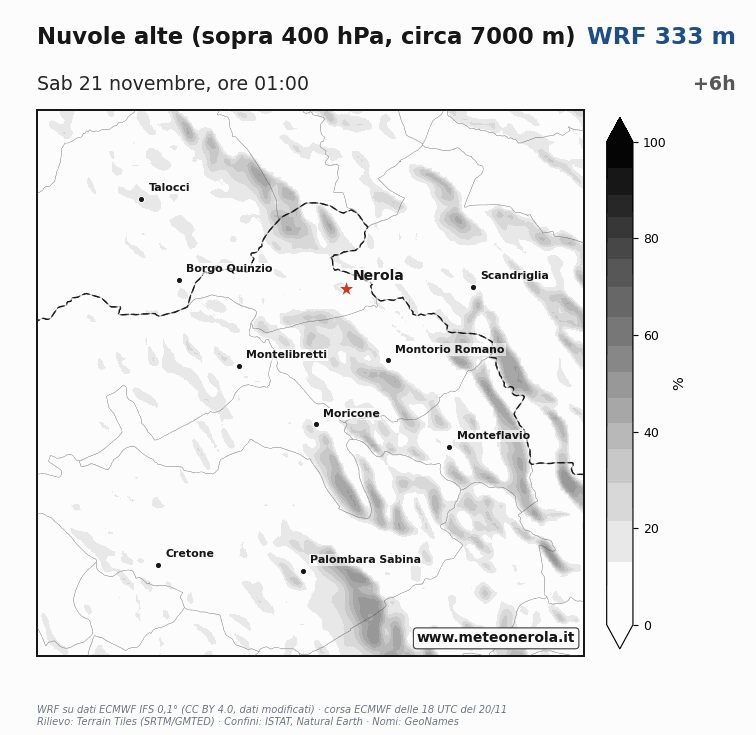 Nuvole alte (sopra 400 hPa, circa 7000 m) WRF 333 m
Sab 21 novembre, ore 01:00 +6h
Talocci
Borgo Quinzio
Nerola
Scandriglia
Montelibretti
Montorio Romano
Moricone
Monteflavio
Cretone
Palombara Sabina
www.meteonerola.it
100
80
60
40
20
0
%
WRF su dati ECMWF IFS 0,1° (CC BY 4.0, dati modificati) · corsa ECMWF delle 18 UTC del 20/11
Rilievo: Terrain Tiles (SRTM/GMTED) · Confini: ISTAT, Natural Earth · Nomi: GeoNames